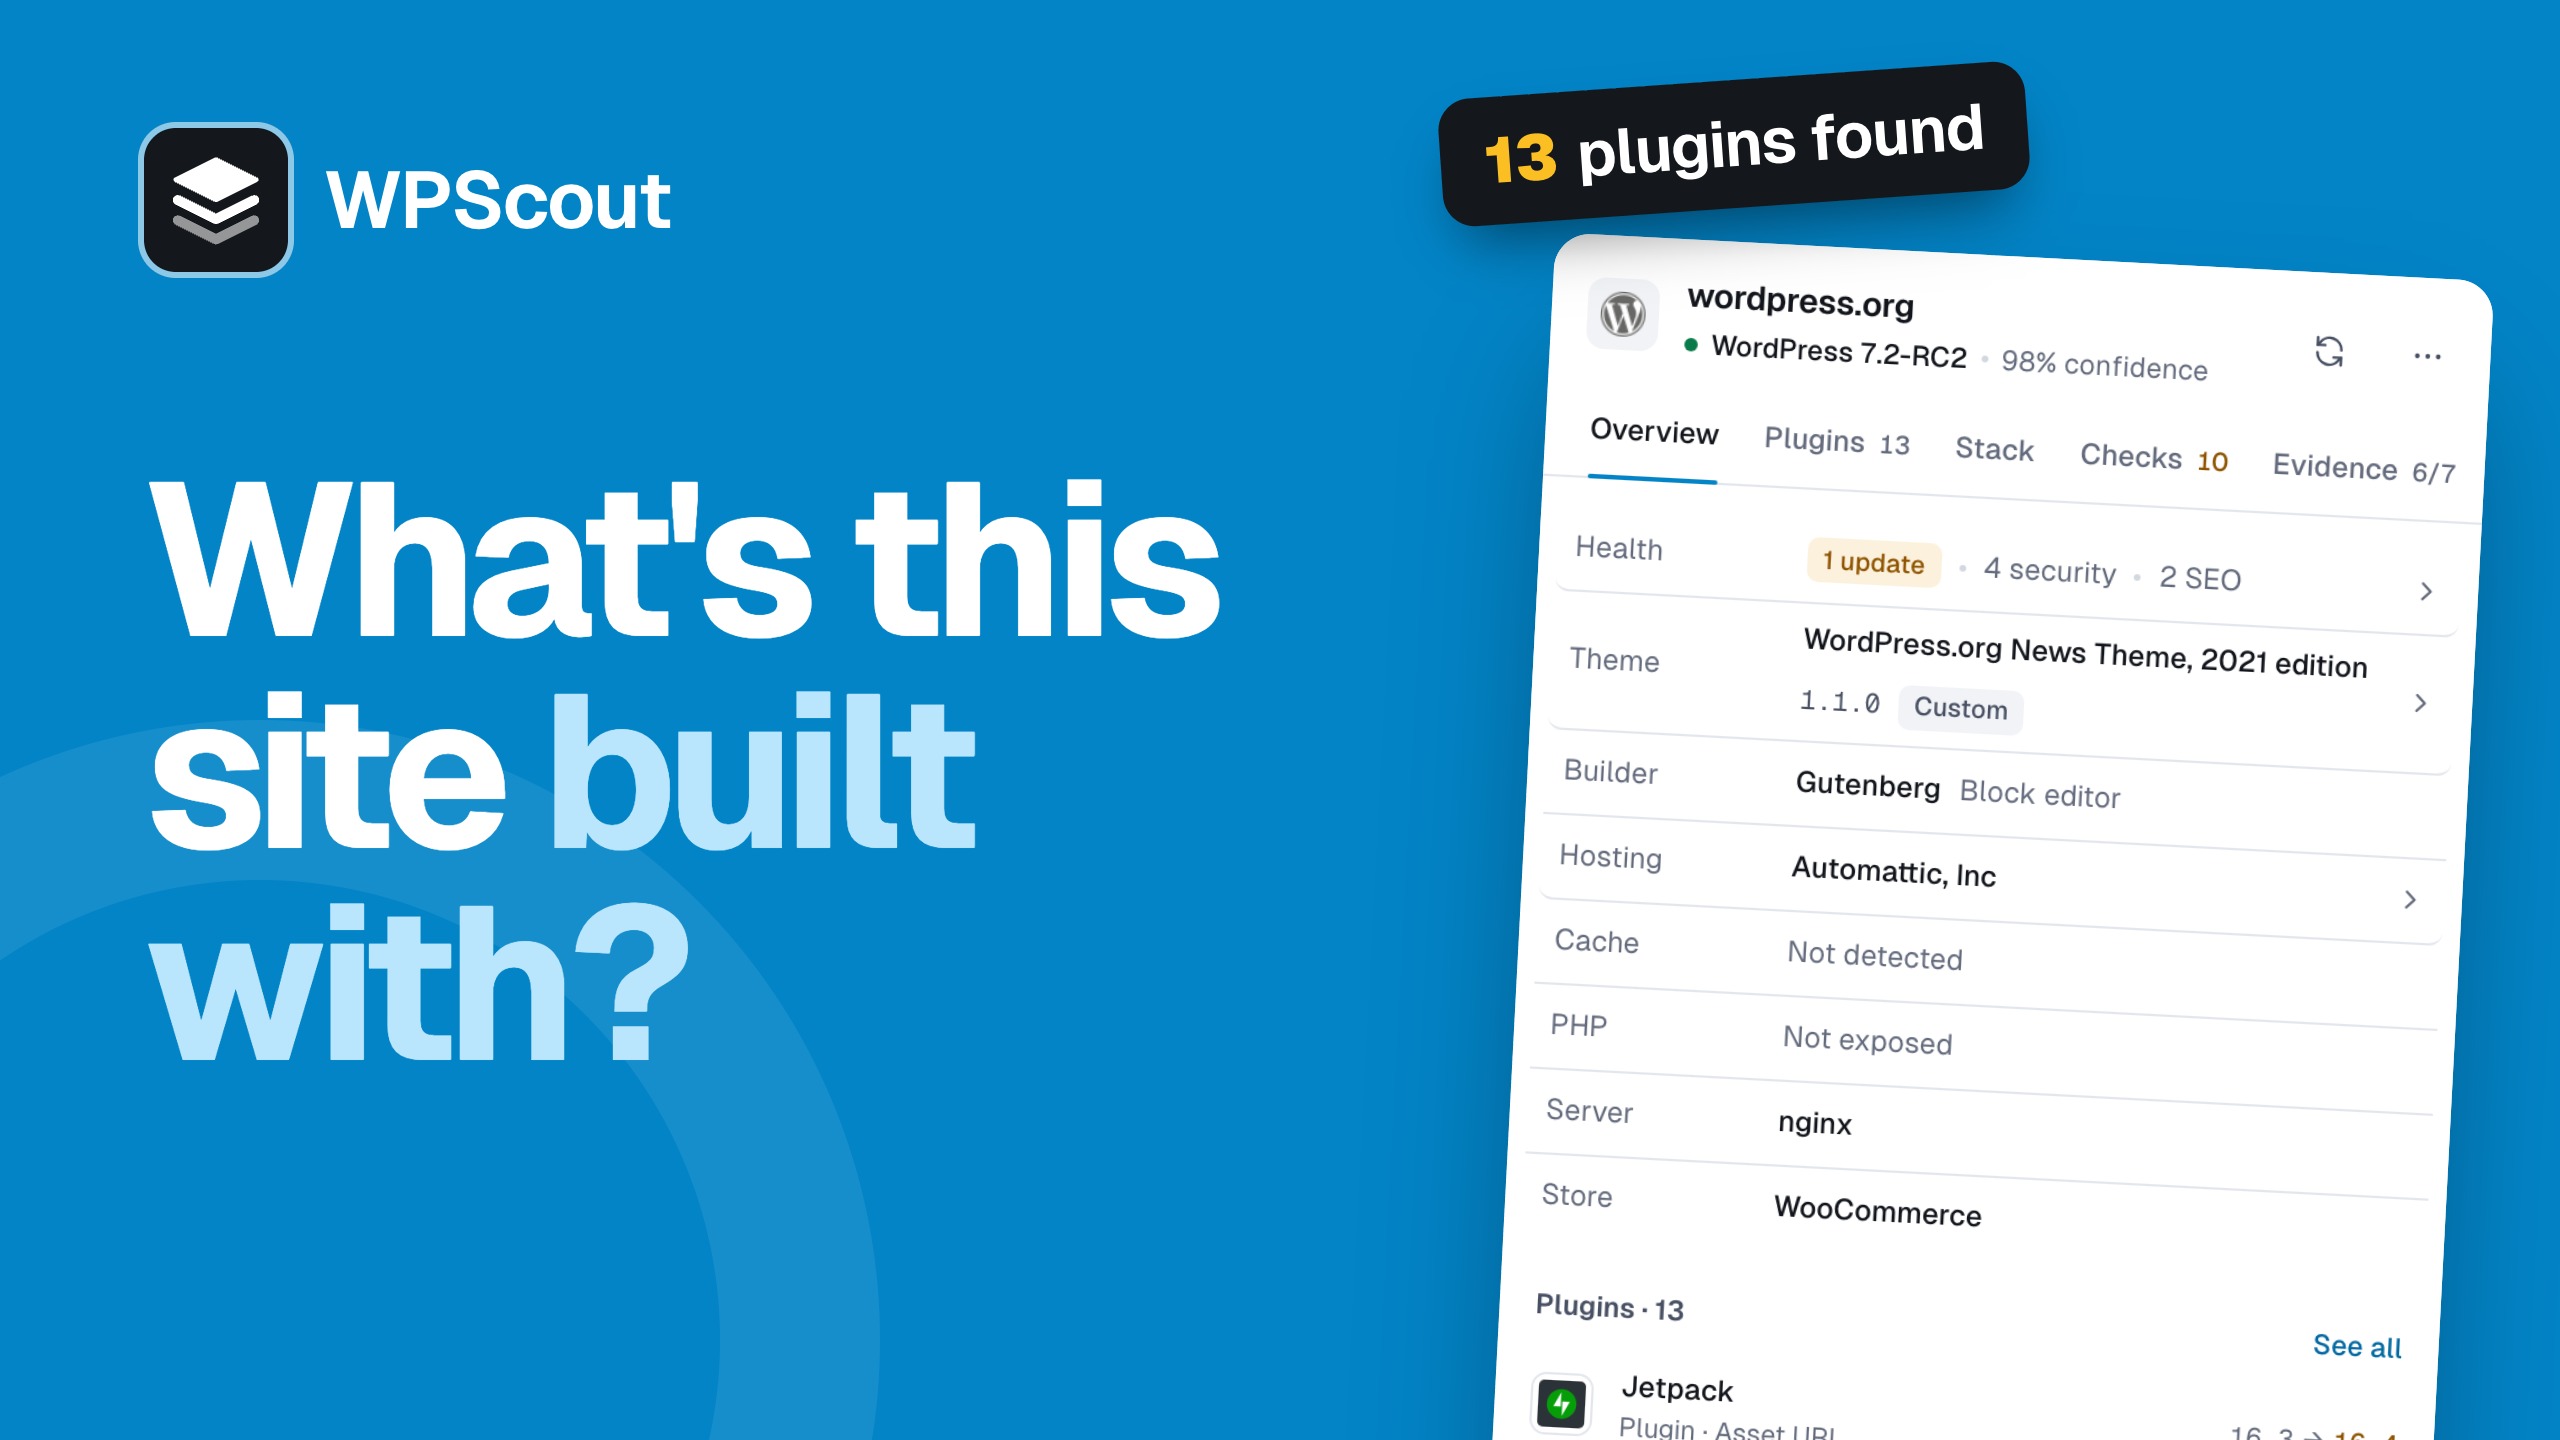 WPScout
What's this
site built
with?
13 plugins found
wordpress.org
WordPress 7.2-RC2 • 98% confidence
Overview Plugins 13 Stack Checks 10 Evidence 6/7
Health 1 update • 4 security • 2 SEO
Theme WordPress.org News Theme, 2021 edition
1.1.0 Custom
Builder Gutenberg Block editor
Hosting Automattic, Inc
Cache Not detected
PHP Not exposed
Server nginx
Store WooCommerce
Plugins · 13
See all
Jetpack
Plugin · Asset URL